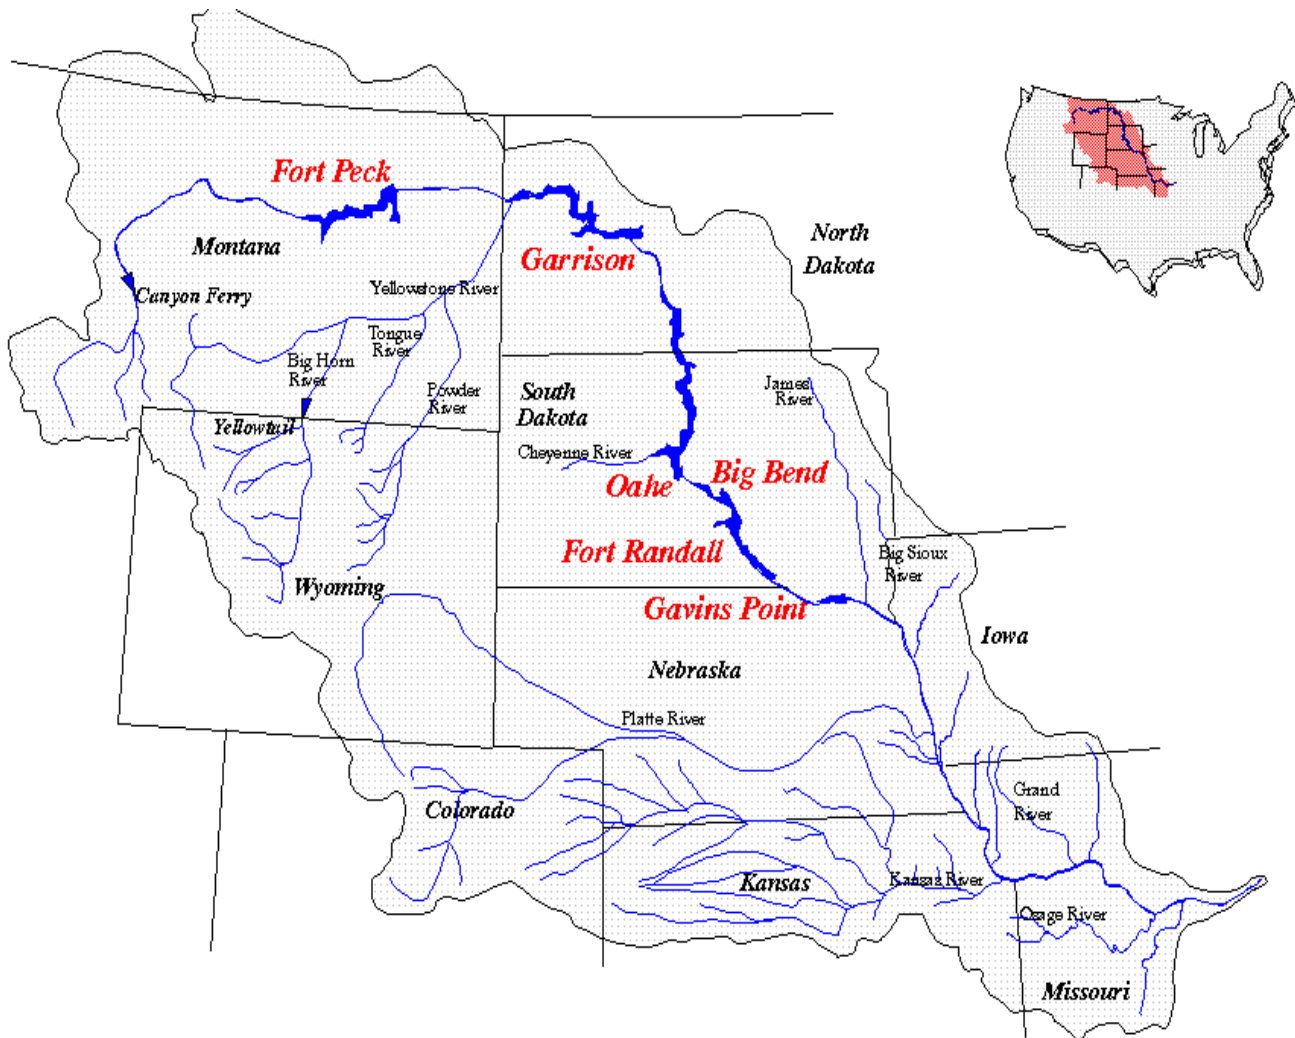 Fort Peck
Montana
North
Dakota
Garrison
Canyon Ferry
Yellowstone River
Tongue
River
Big Horn
River
Powder
River
South
Dakota
James
River
Yellowtail
Cheyenne River
Oahe
Big Bend
Fort Randall
Big Sioux
River
Wyoming
Gavins Point
Iowa
Nebraska
Platte River
Colorado
Grand
River
Kansas
Kansas River
Osage River
Missouri